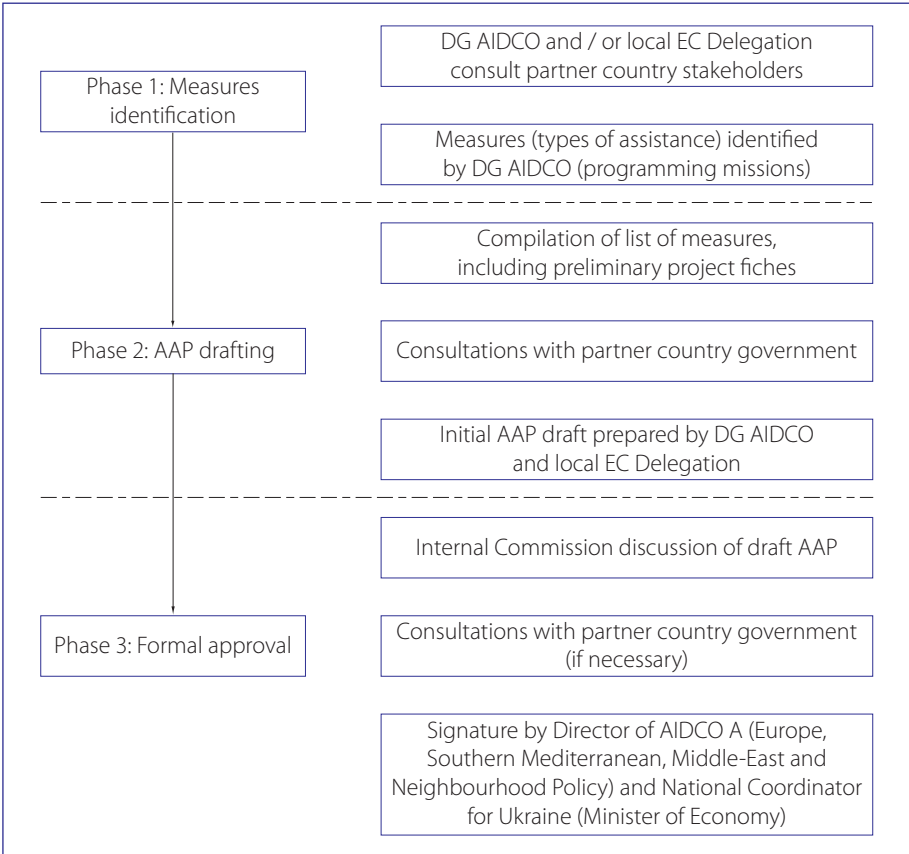 DG AIDCO and / or local EC Delegation
consult partner country stakeholders
Phase 1: Measures
identification
Measures (types of assistance) identified
by DG AIDCO (programming missions)
Compilation of list of measures,
including preliminary project fiches
Phase 2: AAP drafting
Consultations with partner country government
Initial AAP draft prepared by DG AIDCO
and local EC Delegation
Internal Commission discussion of draft AAP
Phase 3: Formal approval
Consultations with partner country government
(if necessary)
Signature by Director of AIDCO A (Europe,
Southern Mediterranean, Middle-East and
Neighbourhood Policy) and National Coordinator
for Ukraine (Minister of Economy)